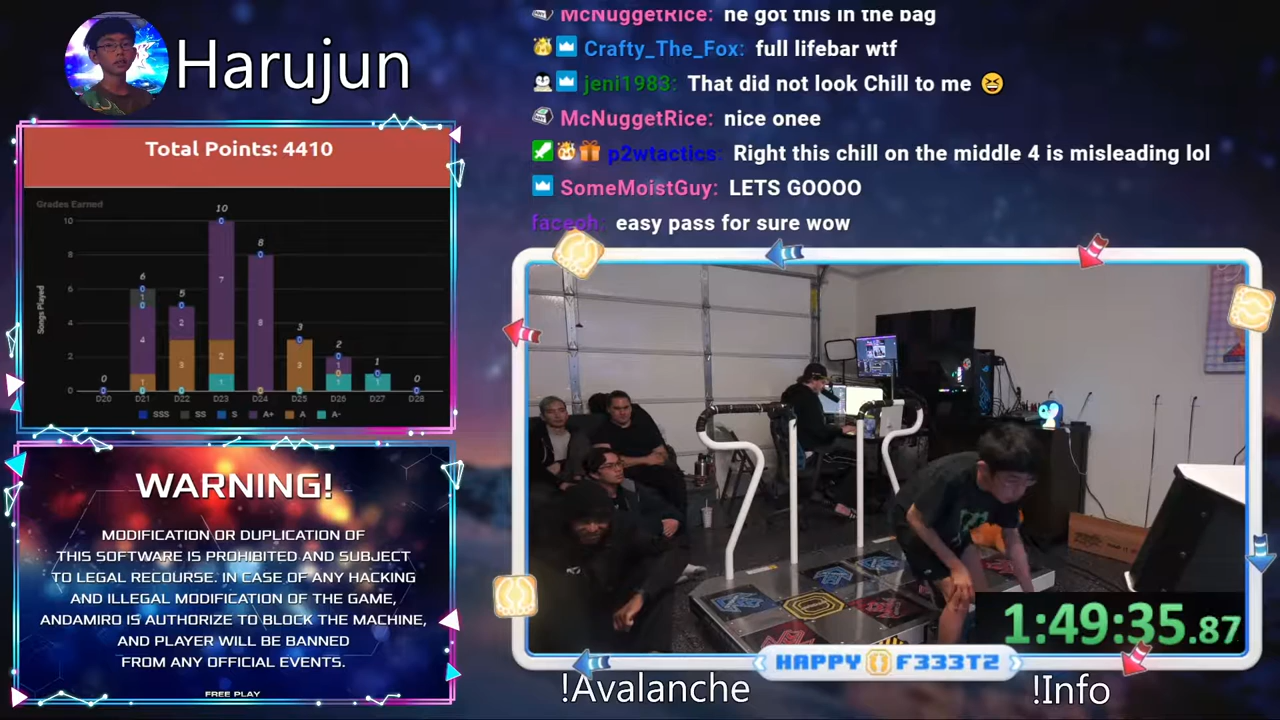 Harujun
Total Points: 4410
Grades Earned
Songs Played
10
8
6
4
2
0
0
6
5
10
8
3
2
1
0
D20
D21
D22
D23
D24
D25
D26
D27
D28
SSS
SS
S
A+
A
A-
WARNING!
MODIFICATION OR DUPLICATION OF
THIS SOFTWARE IS PROHIBITED AND SUBJECT
TO LEGAL RECOURSE. IN CASE OF ANY HACKING
AND ILLEGAL MODIFICATION OF THE GAME,
ANDAMIRO IS AUTHORIZE TO BLOCK THE MACHINE,
AND PLAYER WILL BE BANNED
FROM ANY OFFICIAL EVENTS.
FREE PLAY
McNuggetRice: he got this in the bag
Crafty_The_Fox: full lifebar wtf
jeni1983: That did not look Chill to me
McNuggetRice: nice onee
p2wtactics: Right this chill on the middle 4 is misleading lol
SomeMoistGuy: LETS GOOOO
faceoh: easy pass for sure wow
1:49:35.87
HAPPY F333TZ
!Avalanche
!Info